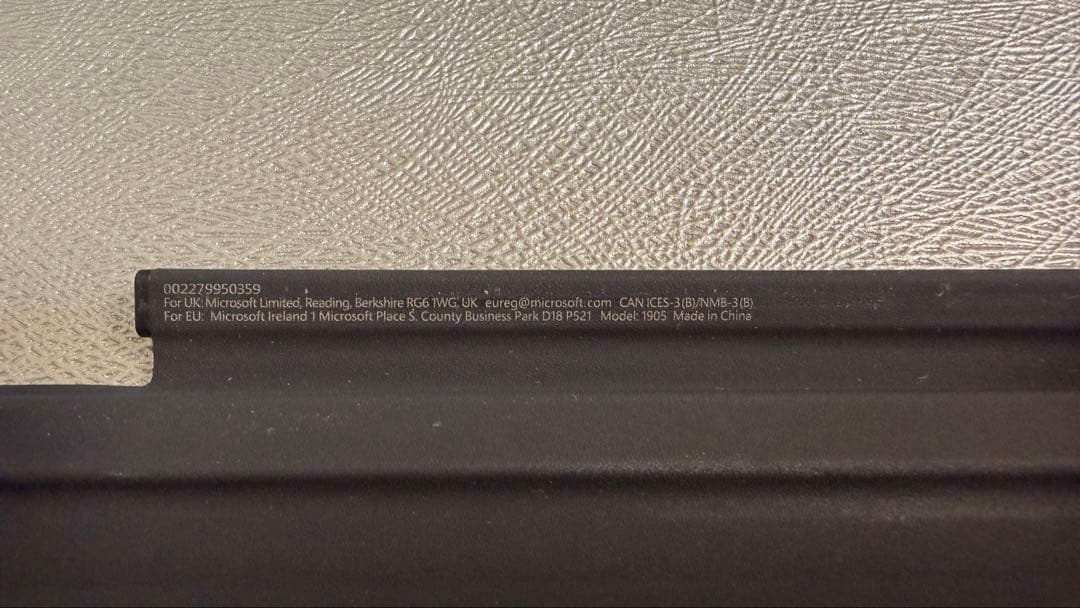 002279950359
For UK: Microsoft Limited, Reading, Berkshire RG6 1WG, UK eureg@microsoft.com CAN ICES-3(B)/NMB-3(B)
For EU: Microsoft Ireland 1 Microsoft Place S. County Business Park D18 P521 Model: 1905 Made in China